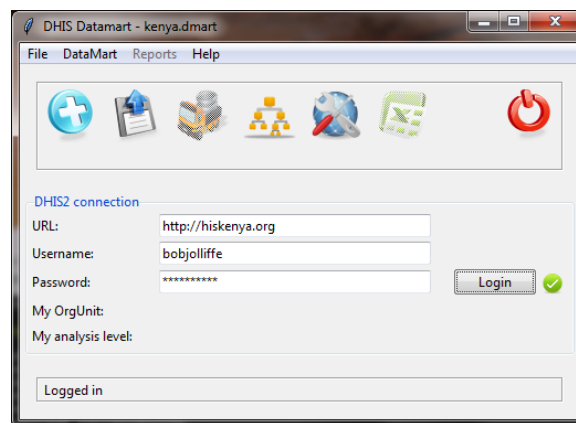 DHIS Datamart - kenya.dmart
File DataMart Reports Help
DHIS2 connection
URL: http://hiskenya.org
Username: bobjolliffe
Password: **********
Login
My OrgUnit:
My analysis level:
Logged in